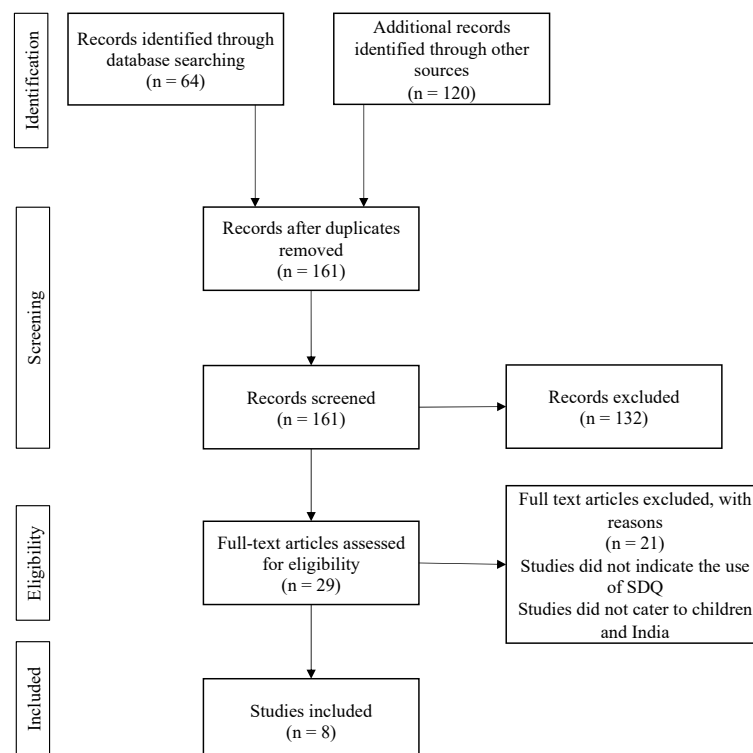 Identification
Records identified through
database searching
(n = 64)
Additional records
identified through other
sources
(n = 120)
Screening
Records after duplicates
removed
(n = 161)
Records screened
(n = 161)
Records excluded
(n = 132)
Eligibility
Full-text articles assessed
for eligibility
(n = 29)
Full text articles excluded, with
reasons
(n = 21)
Studies did not indicate the use
of SDQ
Studies did not cater to children
and India
Included
Studies included
(n = 8)